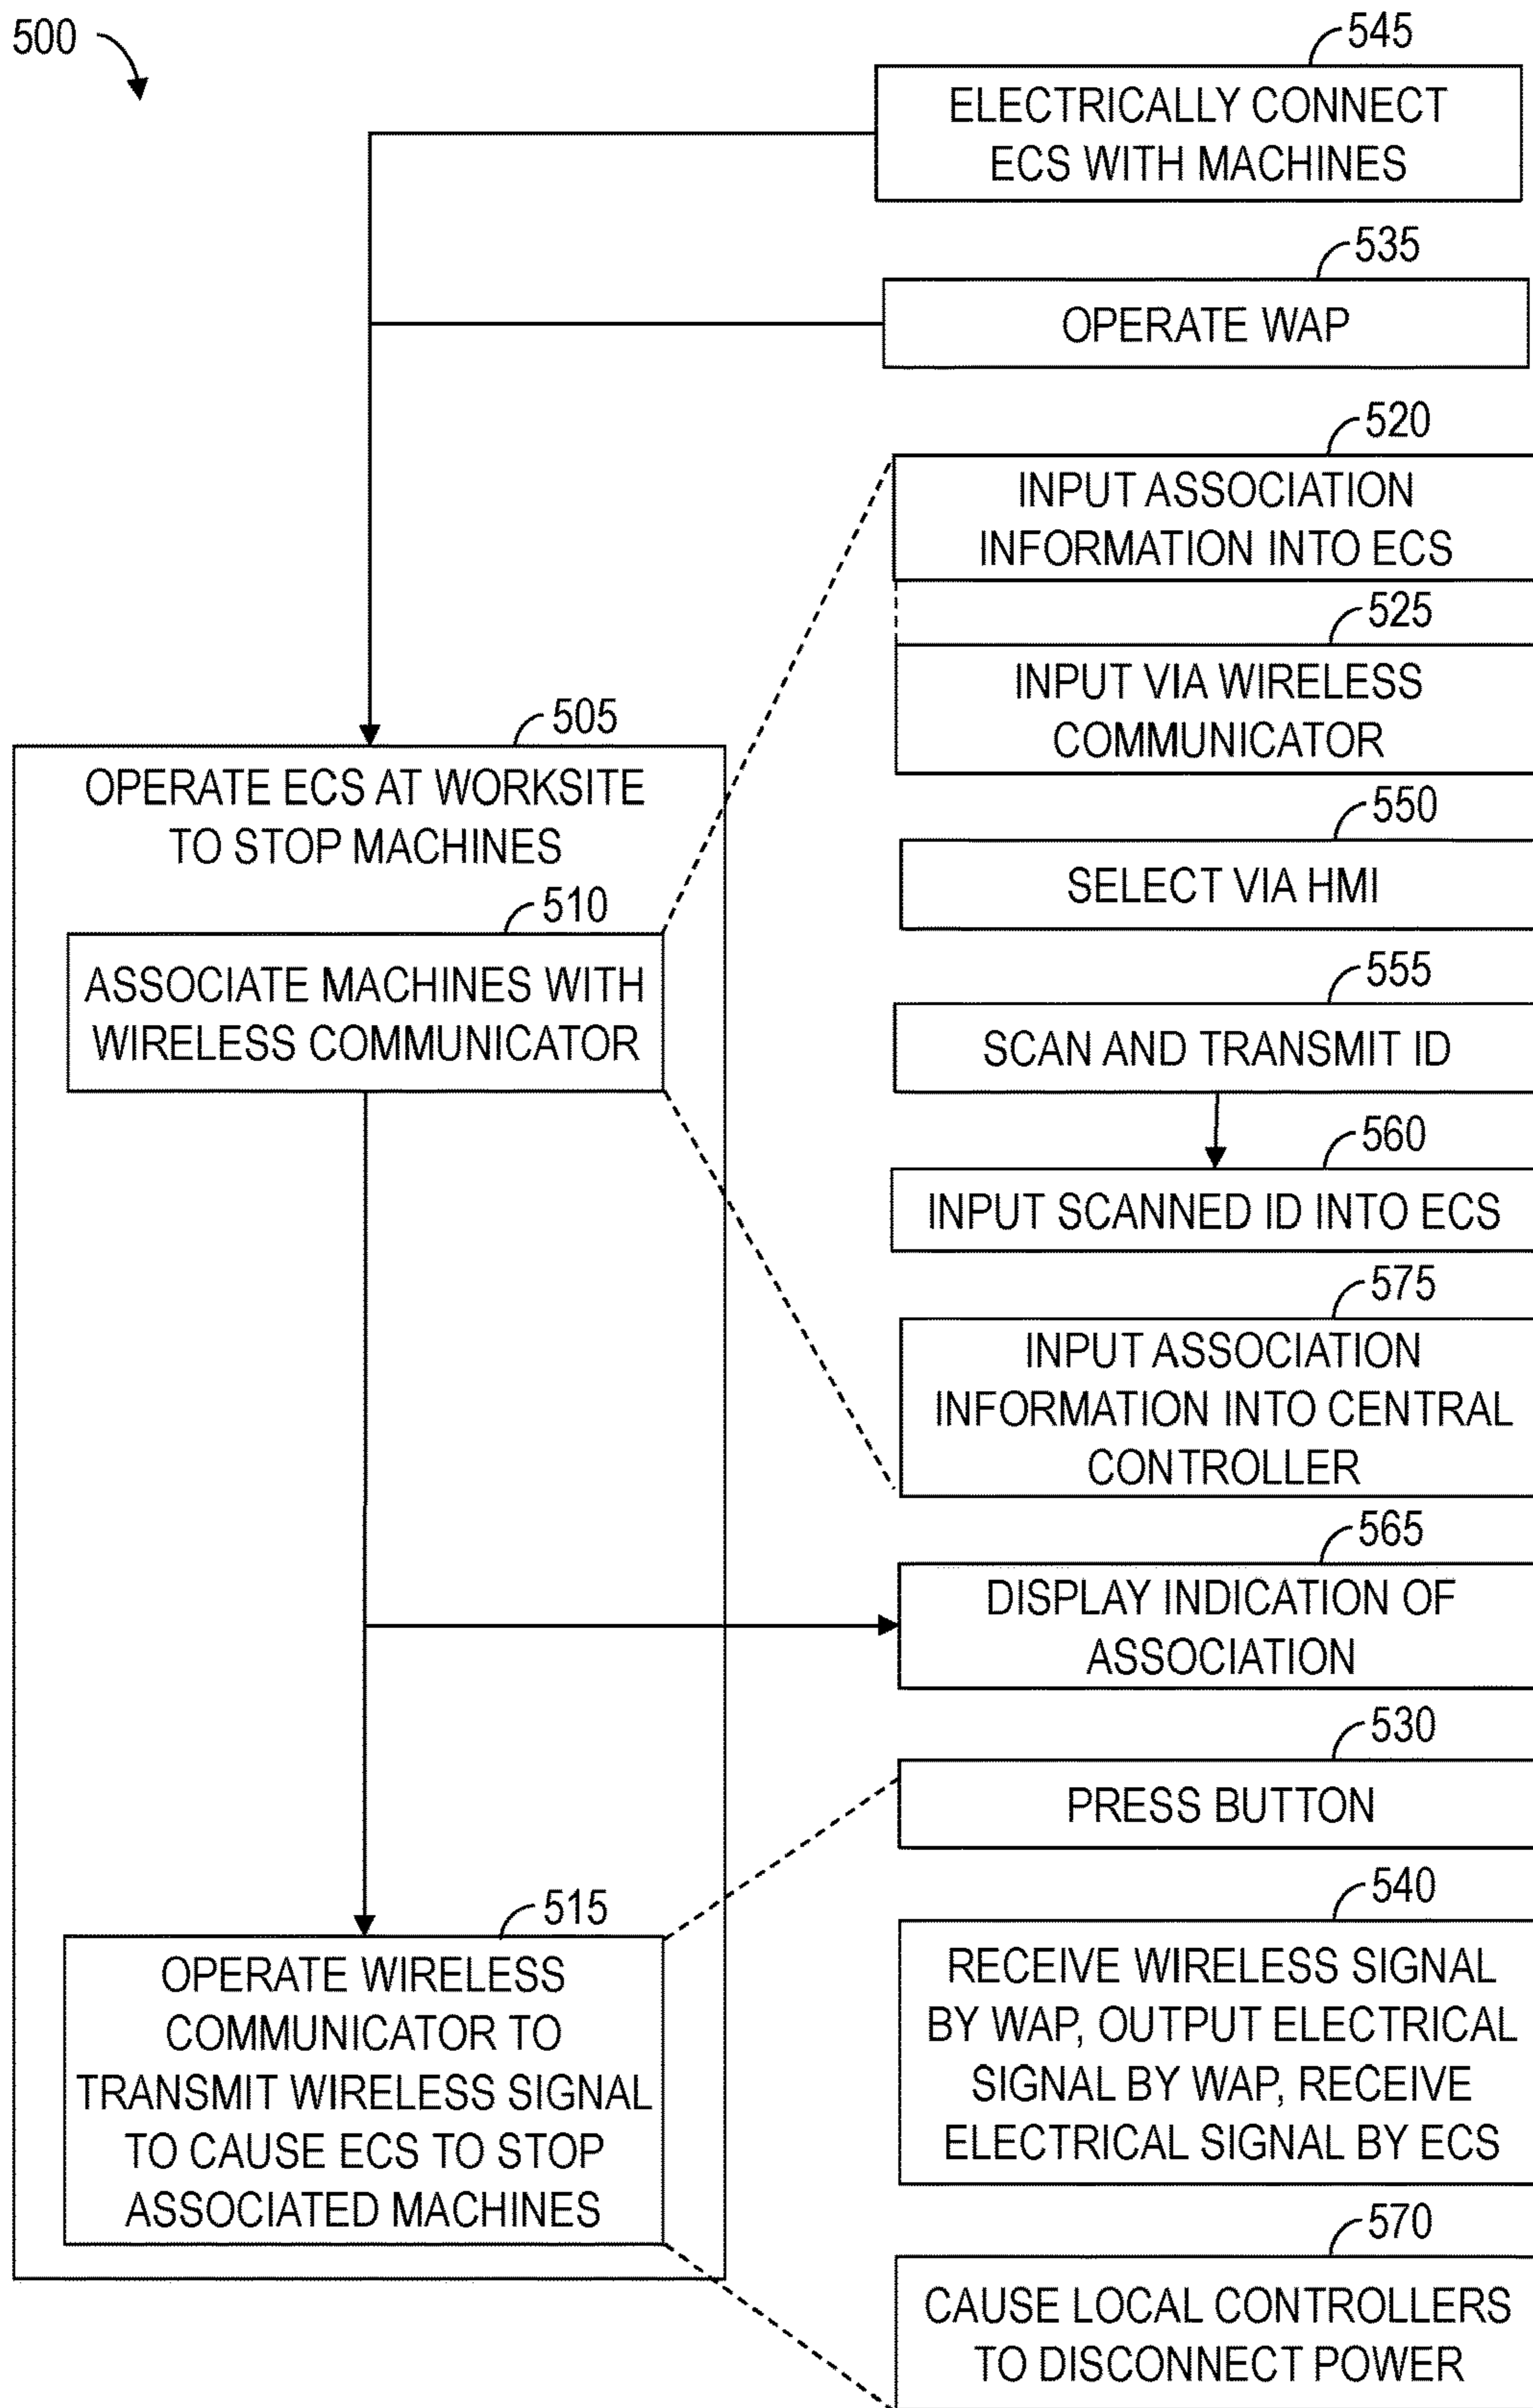 500
545
ELECTRICALLY CONNECT
ECS WITH MACHINES
535
OPERATE WAP
520
INPUT ASSOCIATION
INFORMATION INTO ECS
525
INPUT VIA WIRELESS
COMMUNICATOR
505
OPERATE ECS AT WORKSITE
TO STOP MACHINES
550
SELECT VIA HMI
510
ASSOCIATE MACHINES WITH
WIRELESS COMMUNICATOR
555
SCAN AND TRANSMIT ID
560
INPUT SCANNED ID INTO ECS
575
INPUT ASSOCIATION
INFORMATION INTO CENTRAL
CONTROLLER
565
DISPLAY INDICATION OF
ASSOCIATION
530
PRESS BUTTON
515
OPERATE WIRELESS
COMMUNICATOR TO
TRANSMIT WIRELESS SIGNAL
TO CAUSE ECS TO STOP
ASSOCIATED MACHINES
540
RECEIVE WIRELESS SIGNAL
BY WAP, OUTPUT ELECTRICAL
SIGNAL BY WAP, RECEIVE
ELECTRICAL SIGNAL BY ECS
570
CAUSE LOCAL CONTROLLERS
TO DISCONNECT POWER